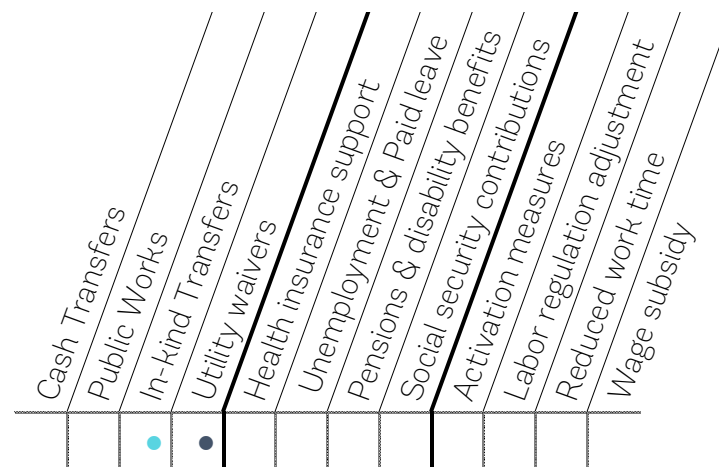 Cash Transfers
Public Works
In-kind Transfers
Utility waivers
Health insurance support
Unemployment & Paid leave
Pensions & disability benefits
Social security contributions
Activation measures
Labor regulation adjustment
Reduced work time
Wage subsidy